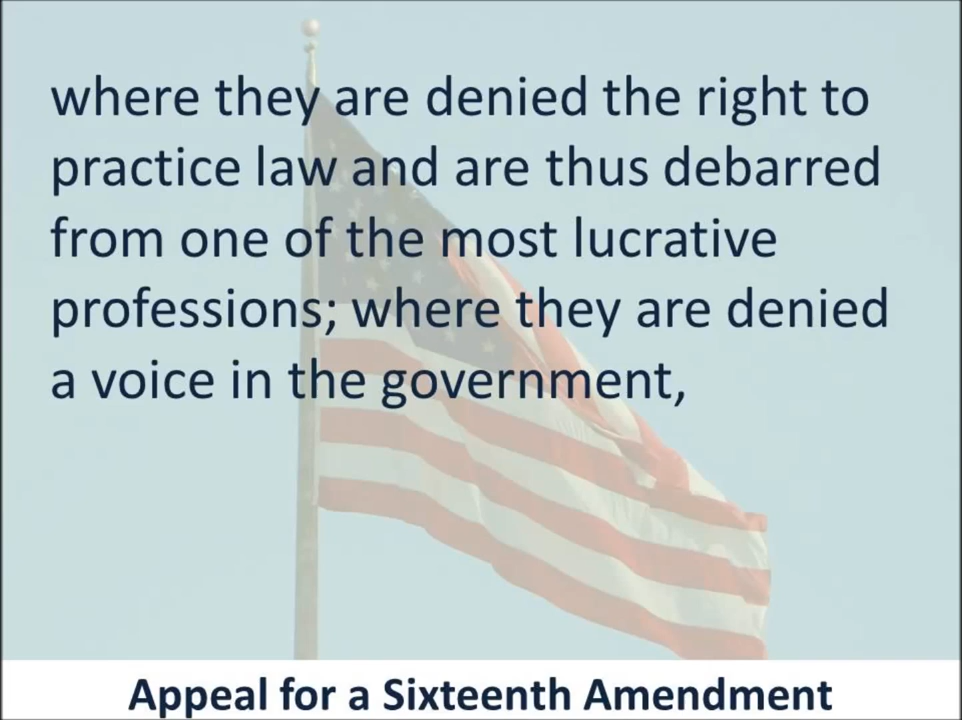 where they are denied the right to
practice law and are thus debarred
from one of the most lucrative
professions; where they are denied
a voice in the government,
Appeal for a Sixteenth Amendment